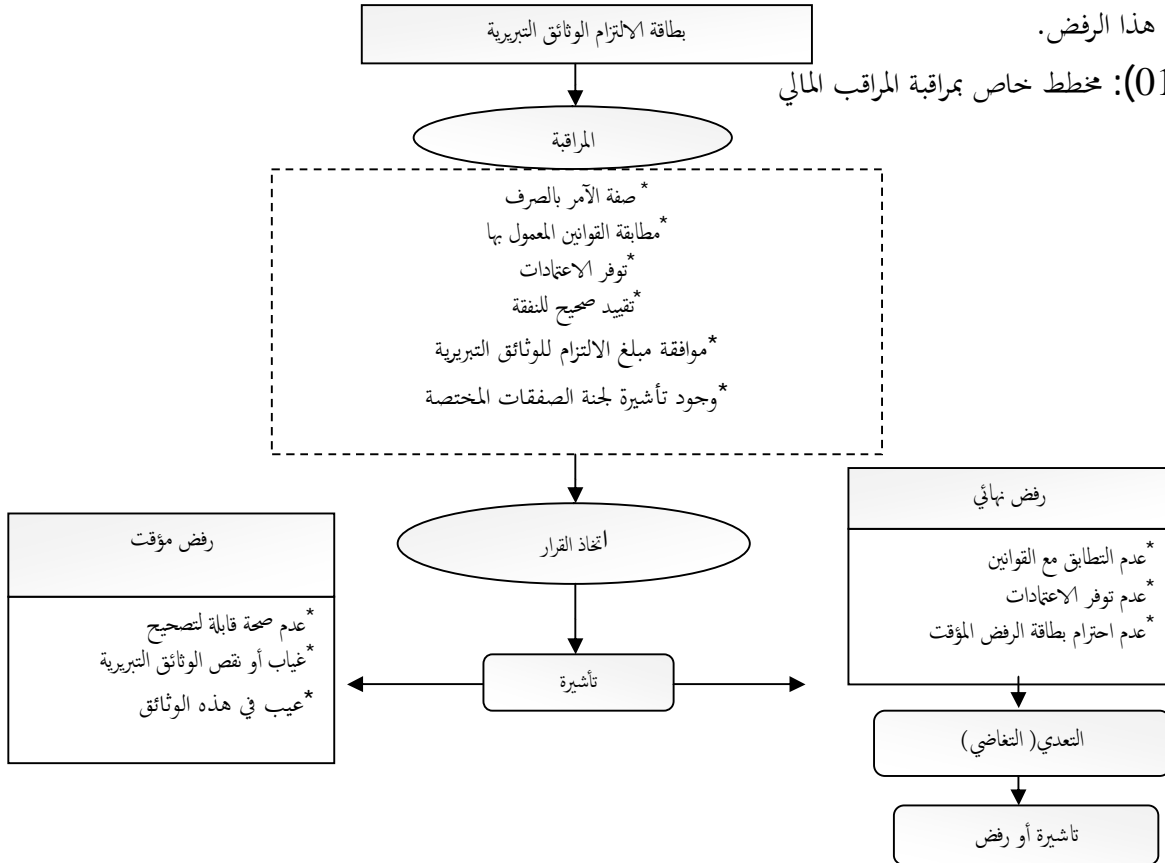 هذا الرفض.
01): مخطط خاص بمراقبة المراقب المالي
بطاقة الالتزام الوثائق التبريرية
المراقبة
*صفة الآمر بالصرف
*مطابقة القوانين المعمول بها
*توفر الاعتمادات
*تقييد صحيح للنفقة
*موافقة مبلغ الالتزام للوثائق التبريرية
*وجود تأشيرة لجنة الصفقات المختصة
اتخاذ القرار
رفض نهائي
*عدم التطابق مع القوانين
*عدم توفر الاعتمادات
*عدم احترام بطاقة الرفض المؤقت
رفض مؤقت
*عدم صحة قابلة لتصحيح
*غياب أو نقص الوثائق التبريرية
*عيب في هذه الوثائق
تأشيرة
التعدي( التغاضي)
تاشيرة أو رفض